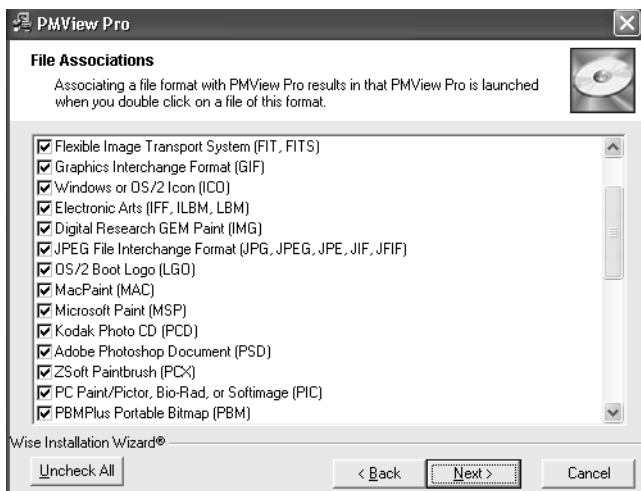 PMView Pro
File Associations
Associating a file format with PMView Pro results in that PMView Pro is launched
when you double click on a file of this format.
Flexible Image Transport System (FIT, FITS)
Graphics Interchange Format (GIF)
Windows or OS/2 Icon (ICO)
Electronic Arts (IFF, ILBM, LBM)
Digital Research GEM Paint (IMG)
JPEG File Interchange Format (JPG, JPEG, JPE, JIF, JFIF)
OS/2 Boot Logo (LGO)
MacPaint (MAC)
Microsoft Paint (MSP)
Kodak Photo CD (PCD)
Adobe Photoshop Document (PSD)
ZSoft Paintbrush (PCX)
PC Paint/Pictor, Bio-Rad, or Softimage (PIC)
PBMPlus Portable Bitmap (PBM)
Wise Installation Wizard®
Uncheck All
< Back
Next >
Cancel